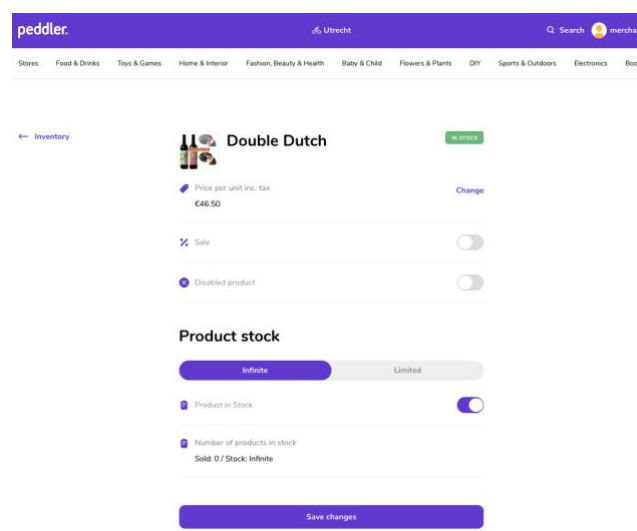 peddler.
Utrecht
Search
mercha
Stores Food & Drinks Toys & Games Home & Interior Fashion, Beauty & Health Baby & Child Flowers & Plants DIY Sports & Outdoors Electronics Boo
← Inventory
Double Dutch
IN STOCK
Price per unit inc. tax
Change
€46.50
Sale
Disabled product
Product stock
Infinite
Limited
Product in Stock
Number of products in stock
Sold: 0 / Stock: Infinite
Save changes